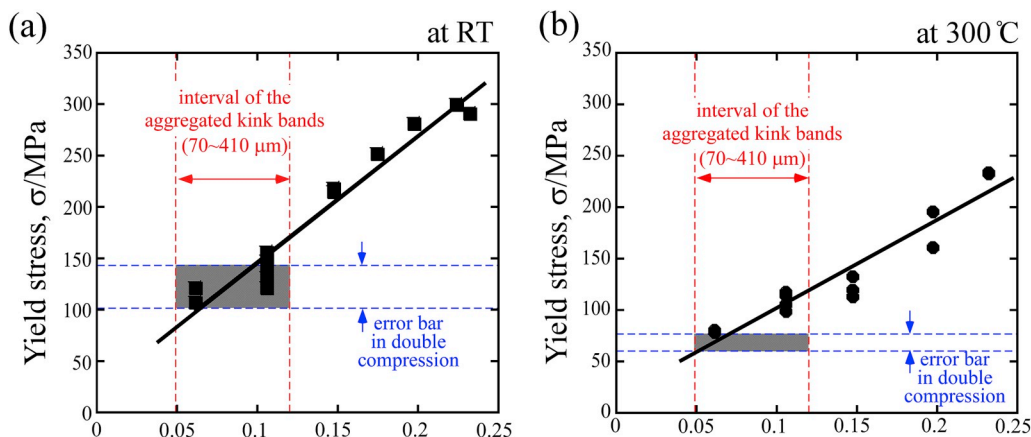 (a)
at RT
350
300
250
200
150
100
50
0
Yield stress, σ/MPa
interval of the
aggregated kink bands
(70~410 μm)
error bar
in double
compression
0
0.05
0.1
0.15
0.2
0.25
(b)
at 300℃
350
300
250
200
150
100
50
0
Yield stress, σ/MPa
interval of the
aggregated kink bands
(70~410 μm)
error bar
in double
compression
0
0.05
0.1
0.15
0.2
0.25